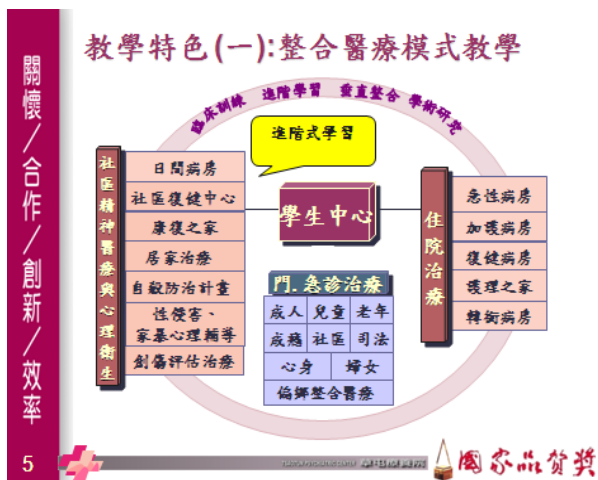 教學特色(一):整合醫療模式教學
關懷/合作/創新/效率
臨床訓練 進階學習 垂直整合 學術研究
進階式學習
社區精神醫療與心理衛生
日間病房
社區復健中心
康復之家
居家治療
自殺防治計畫
性侵害、
家暴心理輔導
創傷評估治療
學生中心
門.急診治療
成人 兒童 老年
成癮 社區 司法
心身 婦女
偏鄉整合醫療
住院治療
急性病房
加護病房
復健病房
護理之家
轉銜病房
5
國家品質獎